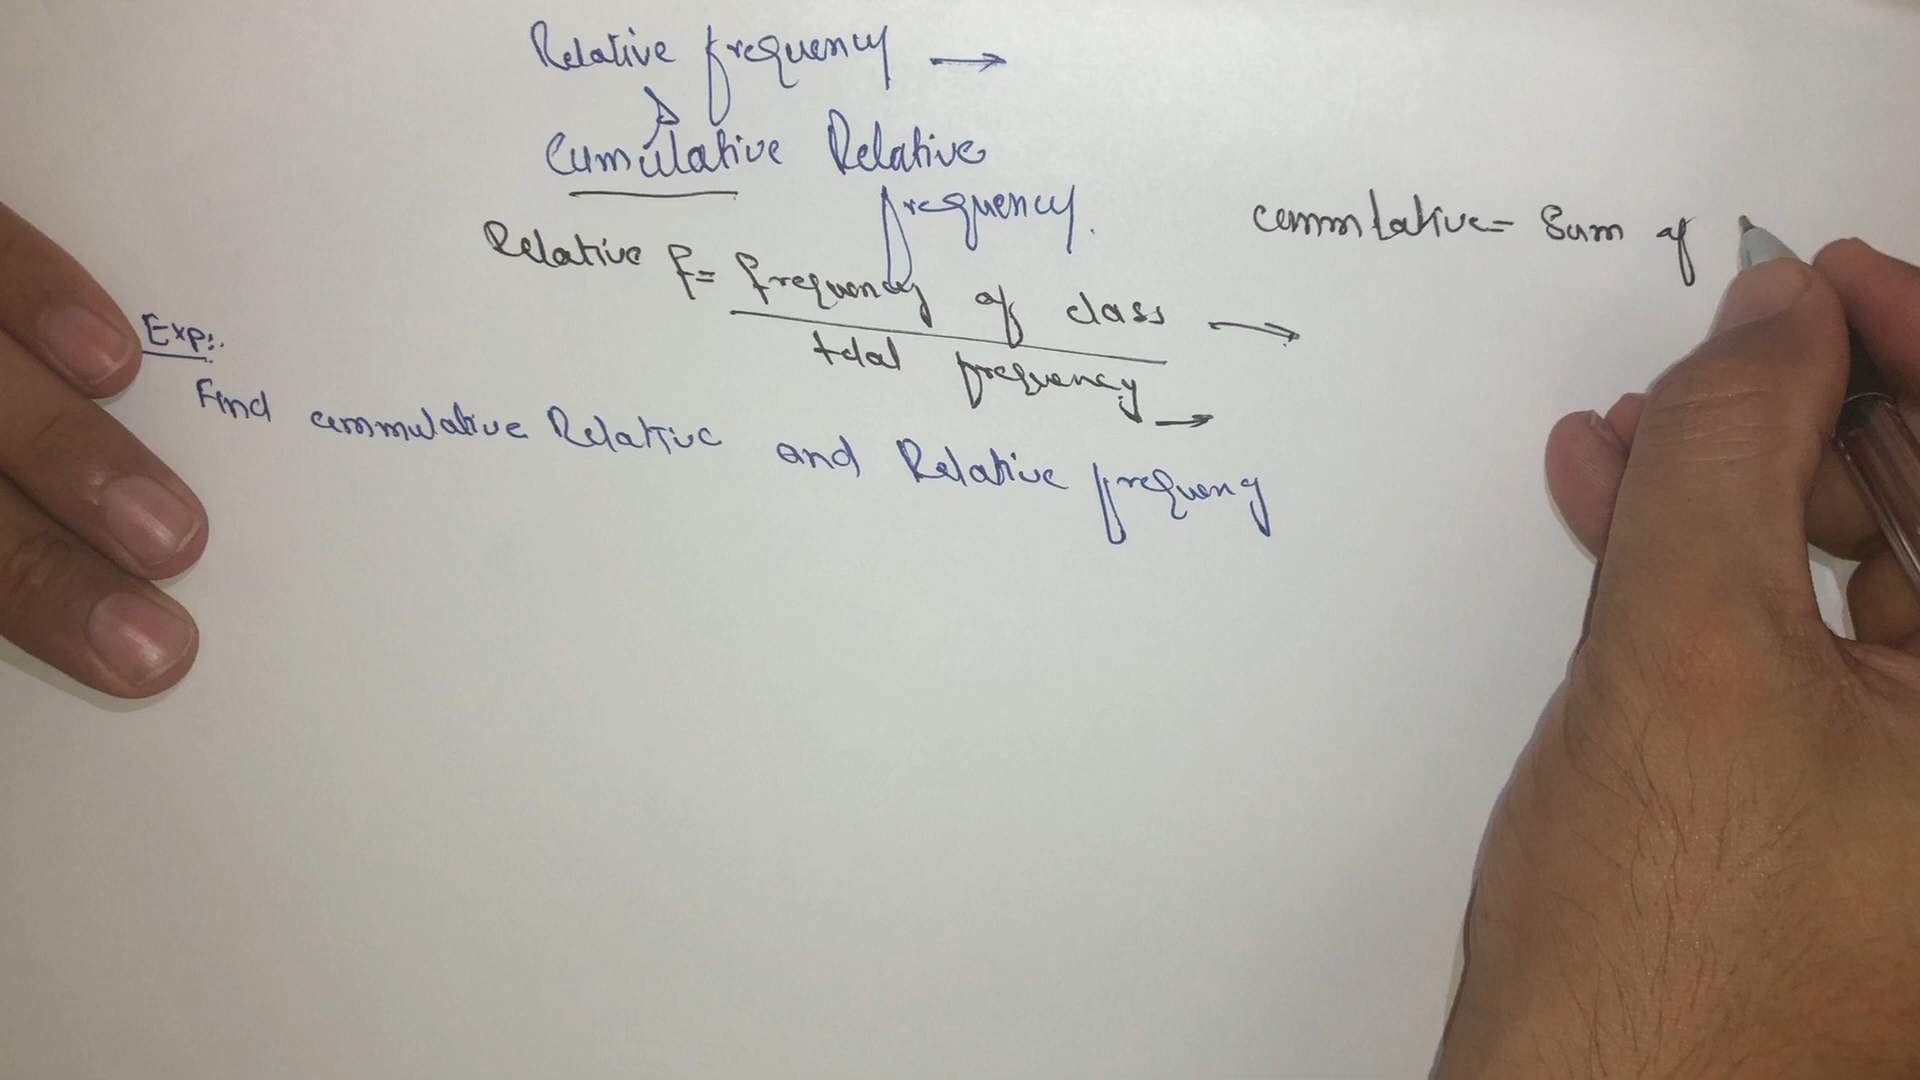 Relative frequency →
Cumulative Relative
frequency.
commlative = Sum of
Relative f = frequency of class →
total frequency →
Exp:.
Find commulative Relative and Relative frequency